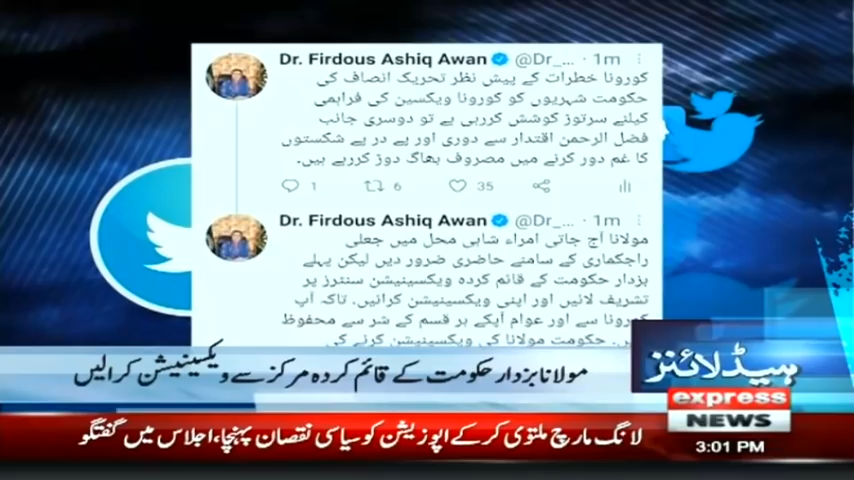 Dr. Firdous Ashiq Awan @Dr_... · 1m
کورونا خطرات کے پیش نظر تحریک انصاف کی
حکومت شہریوں کو کورونا ویکسین کی فراہمی
کیلئے سرتوڑ کوشش کررہی ہے تو دوسری جانب
فضل الرحمن اقتدار سے دوری اور پے در پے شکستوں
کا غم دور کرنے میں مصروف بھاگ دوڑ کررہے ہیں.
1 6 35
Dr. Firdous Ashiq Awan @Dr_... · 1m
مولانا آج جاتی امراء شاہی محل میں جعلی
راجکماری کے سامنے حاضری ضرور دیں لیکن پہلے
بزدار حکومت کے قائم کردہ ویکسینیشن سنٹرز پر
تشریف لائیں اور اپنی ویکسینیشن کرائیں. تاکہ آپ
کورونا سے اور عوام آپکے ہر قسم کے شر سے محفوظ
حکومت مولانا کی ویکسینیشن کرنے کی
مولانا بزدار حکومت کے قائم کردہ مرکز سے ویکسینیشن کرالیں
ہیڈلائنز
express
NEWS
3:01 PM
لانگ مارچ ملتوی کرکے اپوزیشن کو سیاسی نقصان پہنچا، اجلاس میں گفتگو